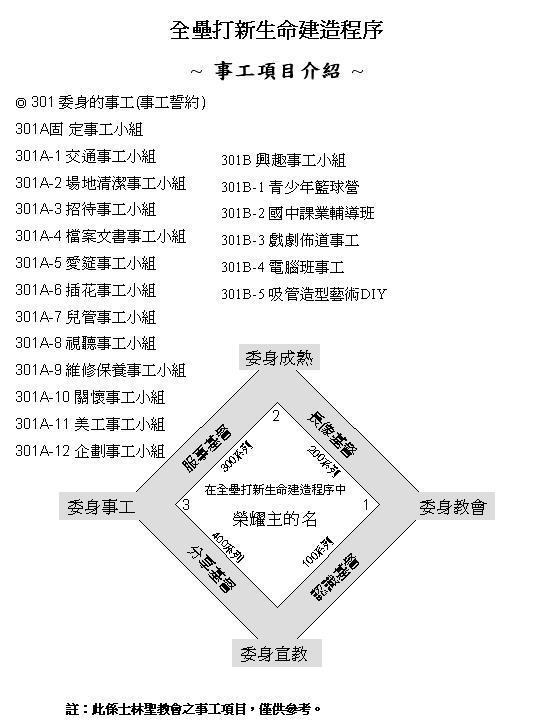 全壘打新生命建造程序
~ 事工項目介紹 ~
◎ 301 委身的事工(事工誓約)
301A固 定事工小組
301A-1 交通事工小組
301A-2 場地清潔事工小組
301A-3 招待事工小組
301A-4 檔案文書事工小組
301A-5 愛筵事工小組
301A-6 插花事工小組
301A-7 兒管事工小組
301A-8 視聽事工小組
301A-9 維修保養事工小組
301A-10 關懷事工小組
301A-11 美工事工小組
301A-12 企劃事工小組
301B 興趣事工小組
301B-1 青少年籃球營
301B-2 國中課業輔導班
301B-3 戲劇佈道事工
301B-4 電腦班事工
301B-5 吸管造型藝術DIY
委身成熟
2
服事基督
300系列
長像基督
200系列
在全壘打新生命建造程序中
委身事工
3
榮耀主的名
1
委身教會
分享基督
400系列
100系列
認識基督
委身宣教
註：此係士林聖教會之事工項目，僅供參考。